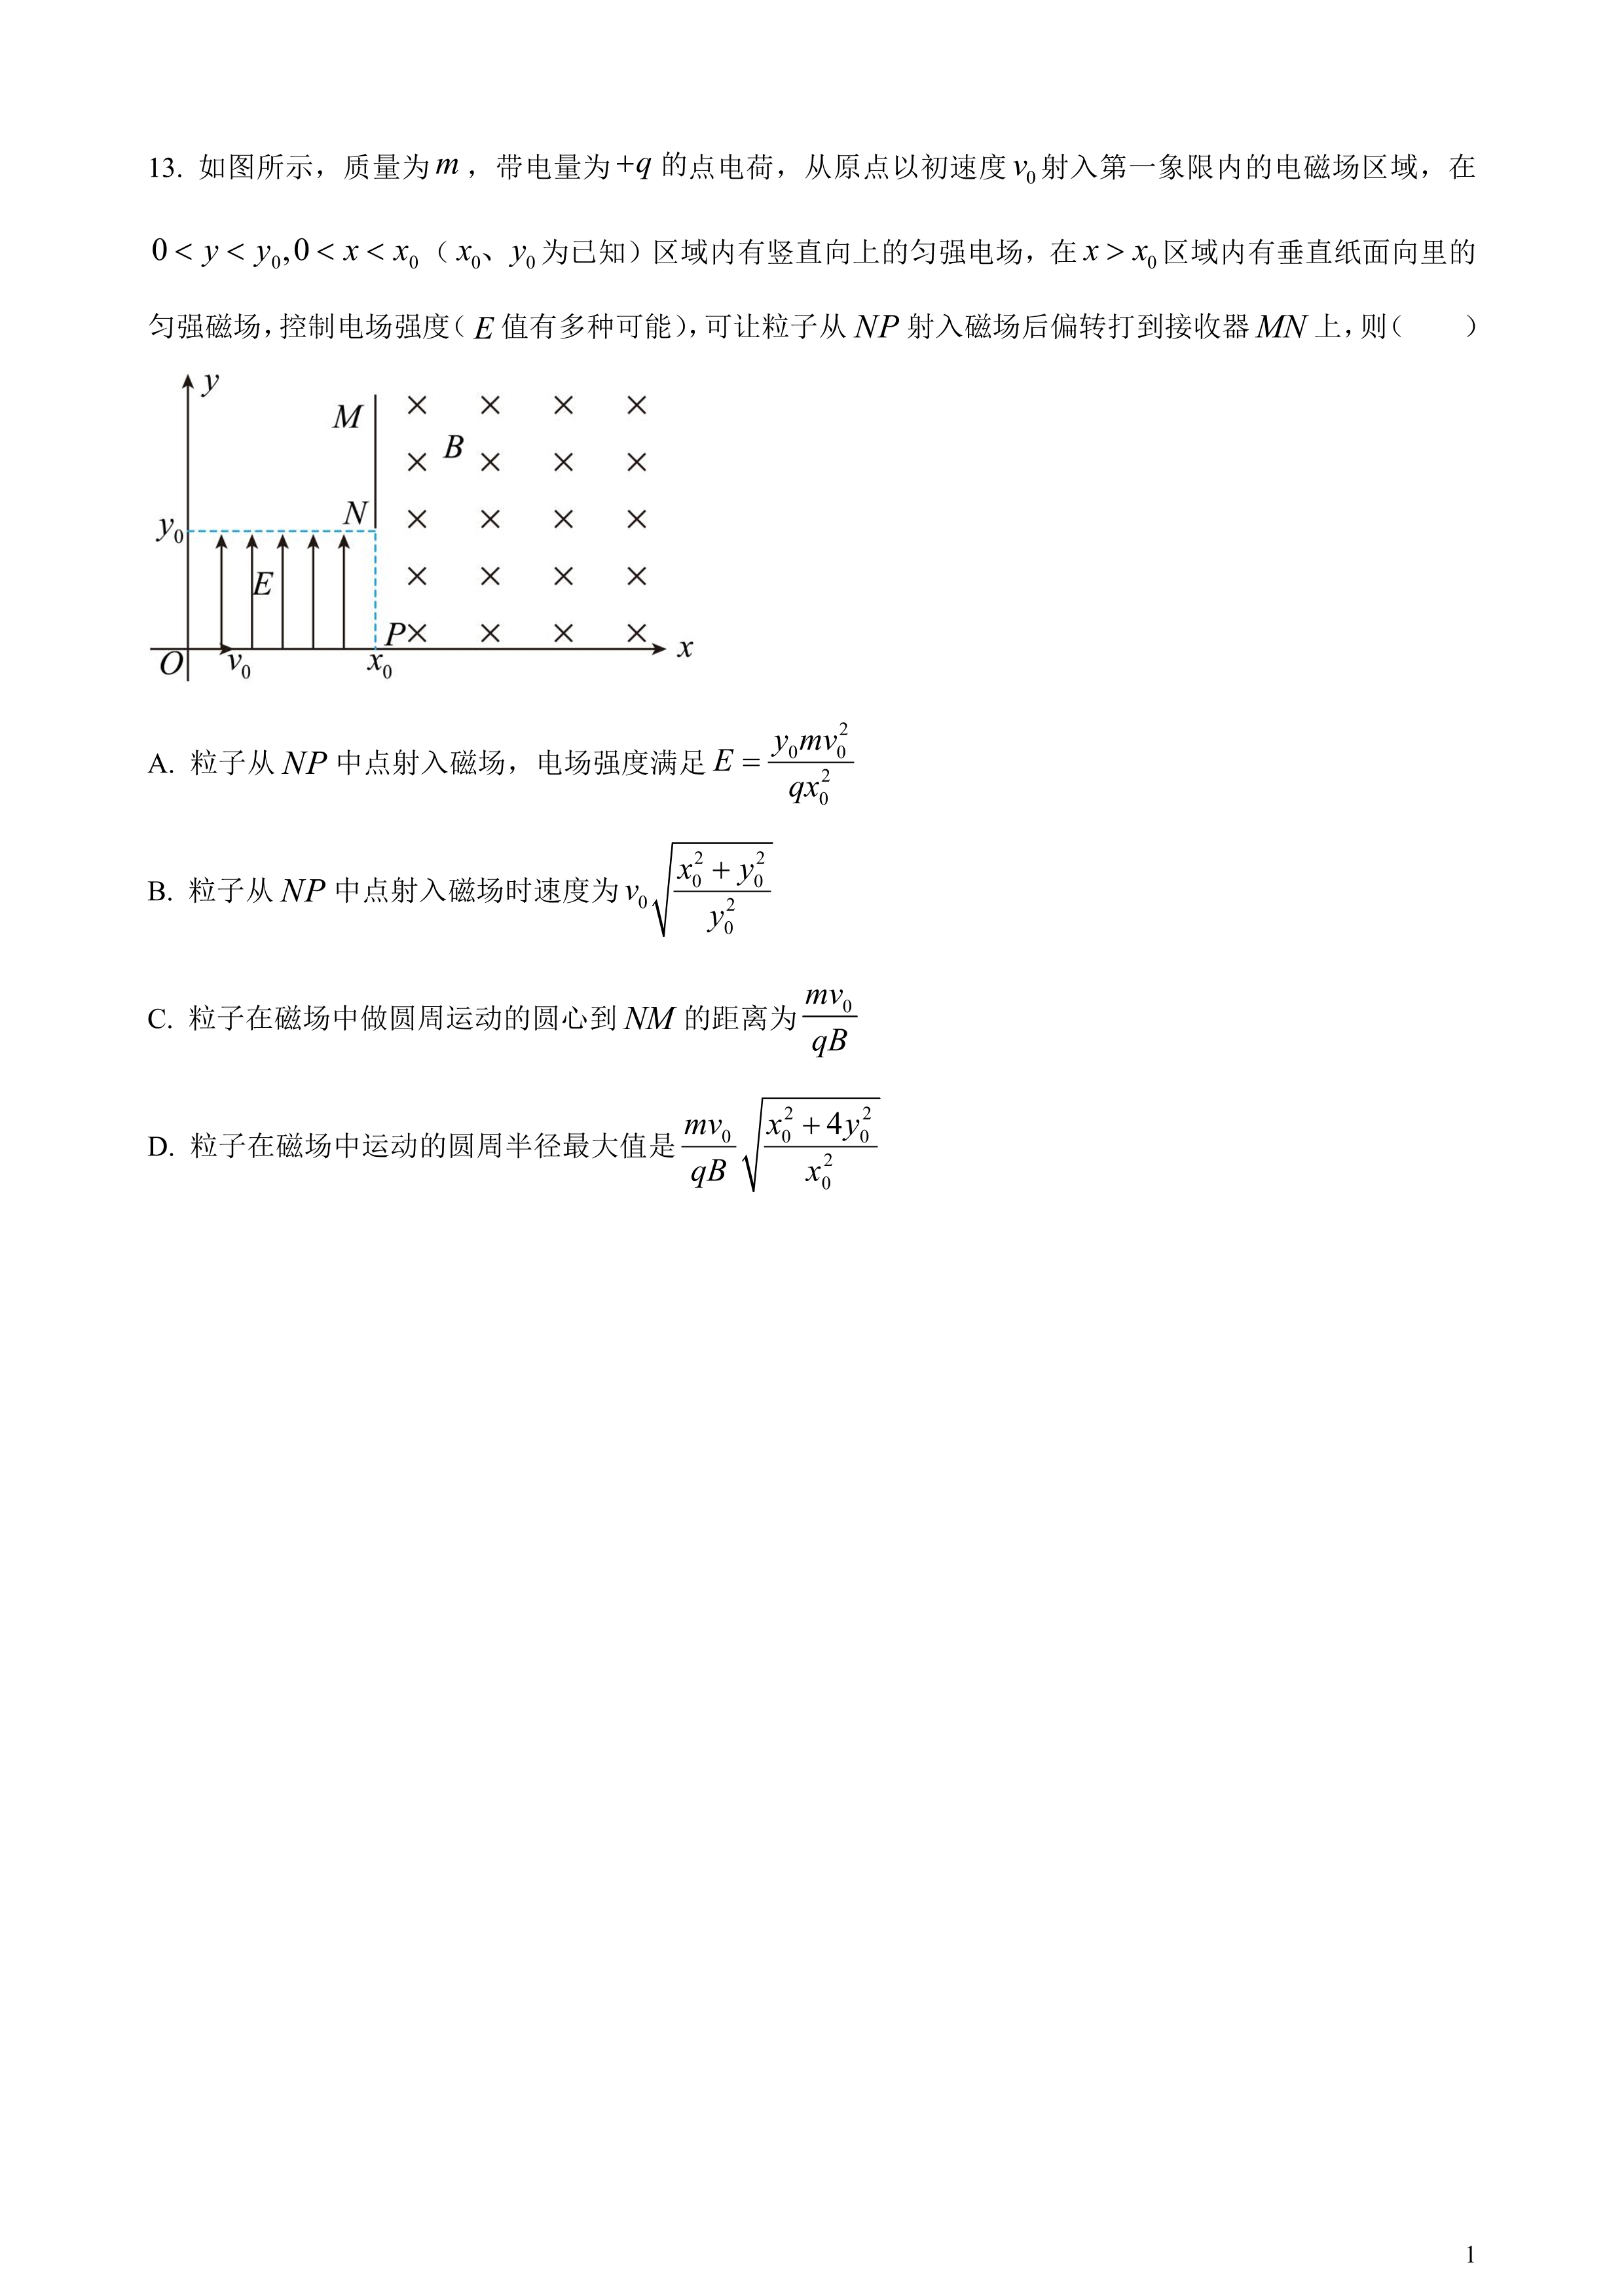 13. 如图所示，质量为 m ，带电量为 +q 的点电荷，从原点以初速度 v₀ 射入第一象限内的电磁场区域，在
0 < y < y₀, 0 < x < x₀（ x₀、y₀ 为已知）区域内有竖直向上的匀强电场，在 x > x₀ 区域内有垂直纸面向里的
匀强磁场，控制电场强度（ E 值有多种可能），可让粒子从 NP 射入磁场后偏转打到接收器 MN 上，则（　　）
y
M
B
N
y₀
E
P
x
O
v₀
x₀
A. 粒子从 NP 中点射入磁场，电场强度满足 E = \frac{y_0 m v_0^2}{q x_0^2}
B. 粒子从 NP 中点射入磁场时速度为 v_0 \sqrt{\frac{x_0^2 + y_0^2}{y_0^2}}
C. 粒子在磁场中做圆周运动的圆心到 NM 的距离为 \frac{m v_0}{qB}
D. 粒子在磁场中运动的圆周半径最大值是 \frac{m v_0}{qB} \sqrt{\frac{x_0^2 + 4y_0^2}{x_0^2}}
1